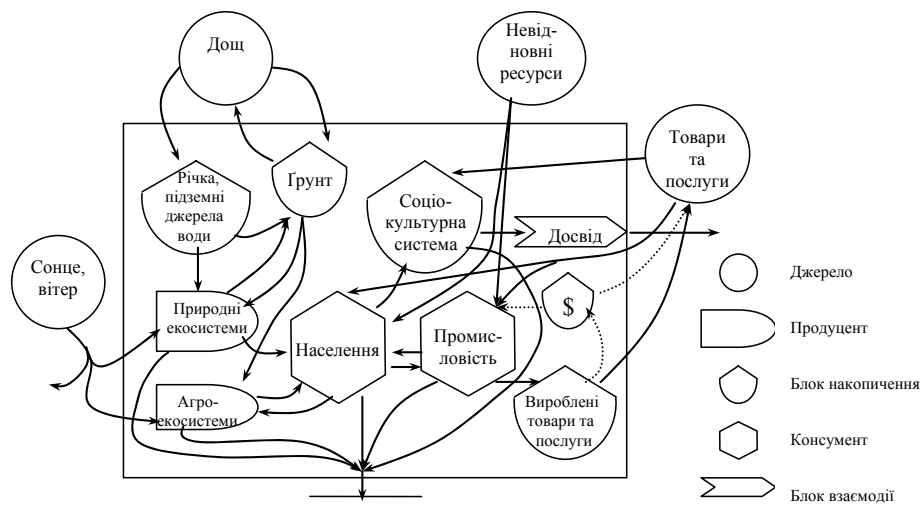 Дощ
Невід-
новні
ресурси
Товари
та
послуги
Річка,
підземні
джерела
води
Ґрунт
Соціо-
культурна
система
Досвід
Сонце,
вітер
Природні
екосистеми
Населення
Промис-
ловість
$
Агро-
екосистеми
Вироблені
товари та
послуги
Джерело
Продуцент
Блок накопичення
Консумент
Блок взаємодії